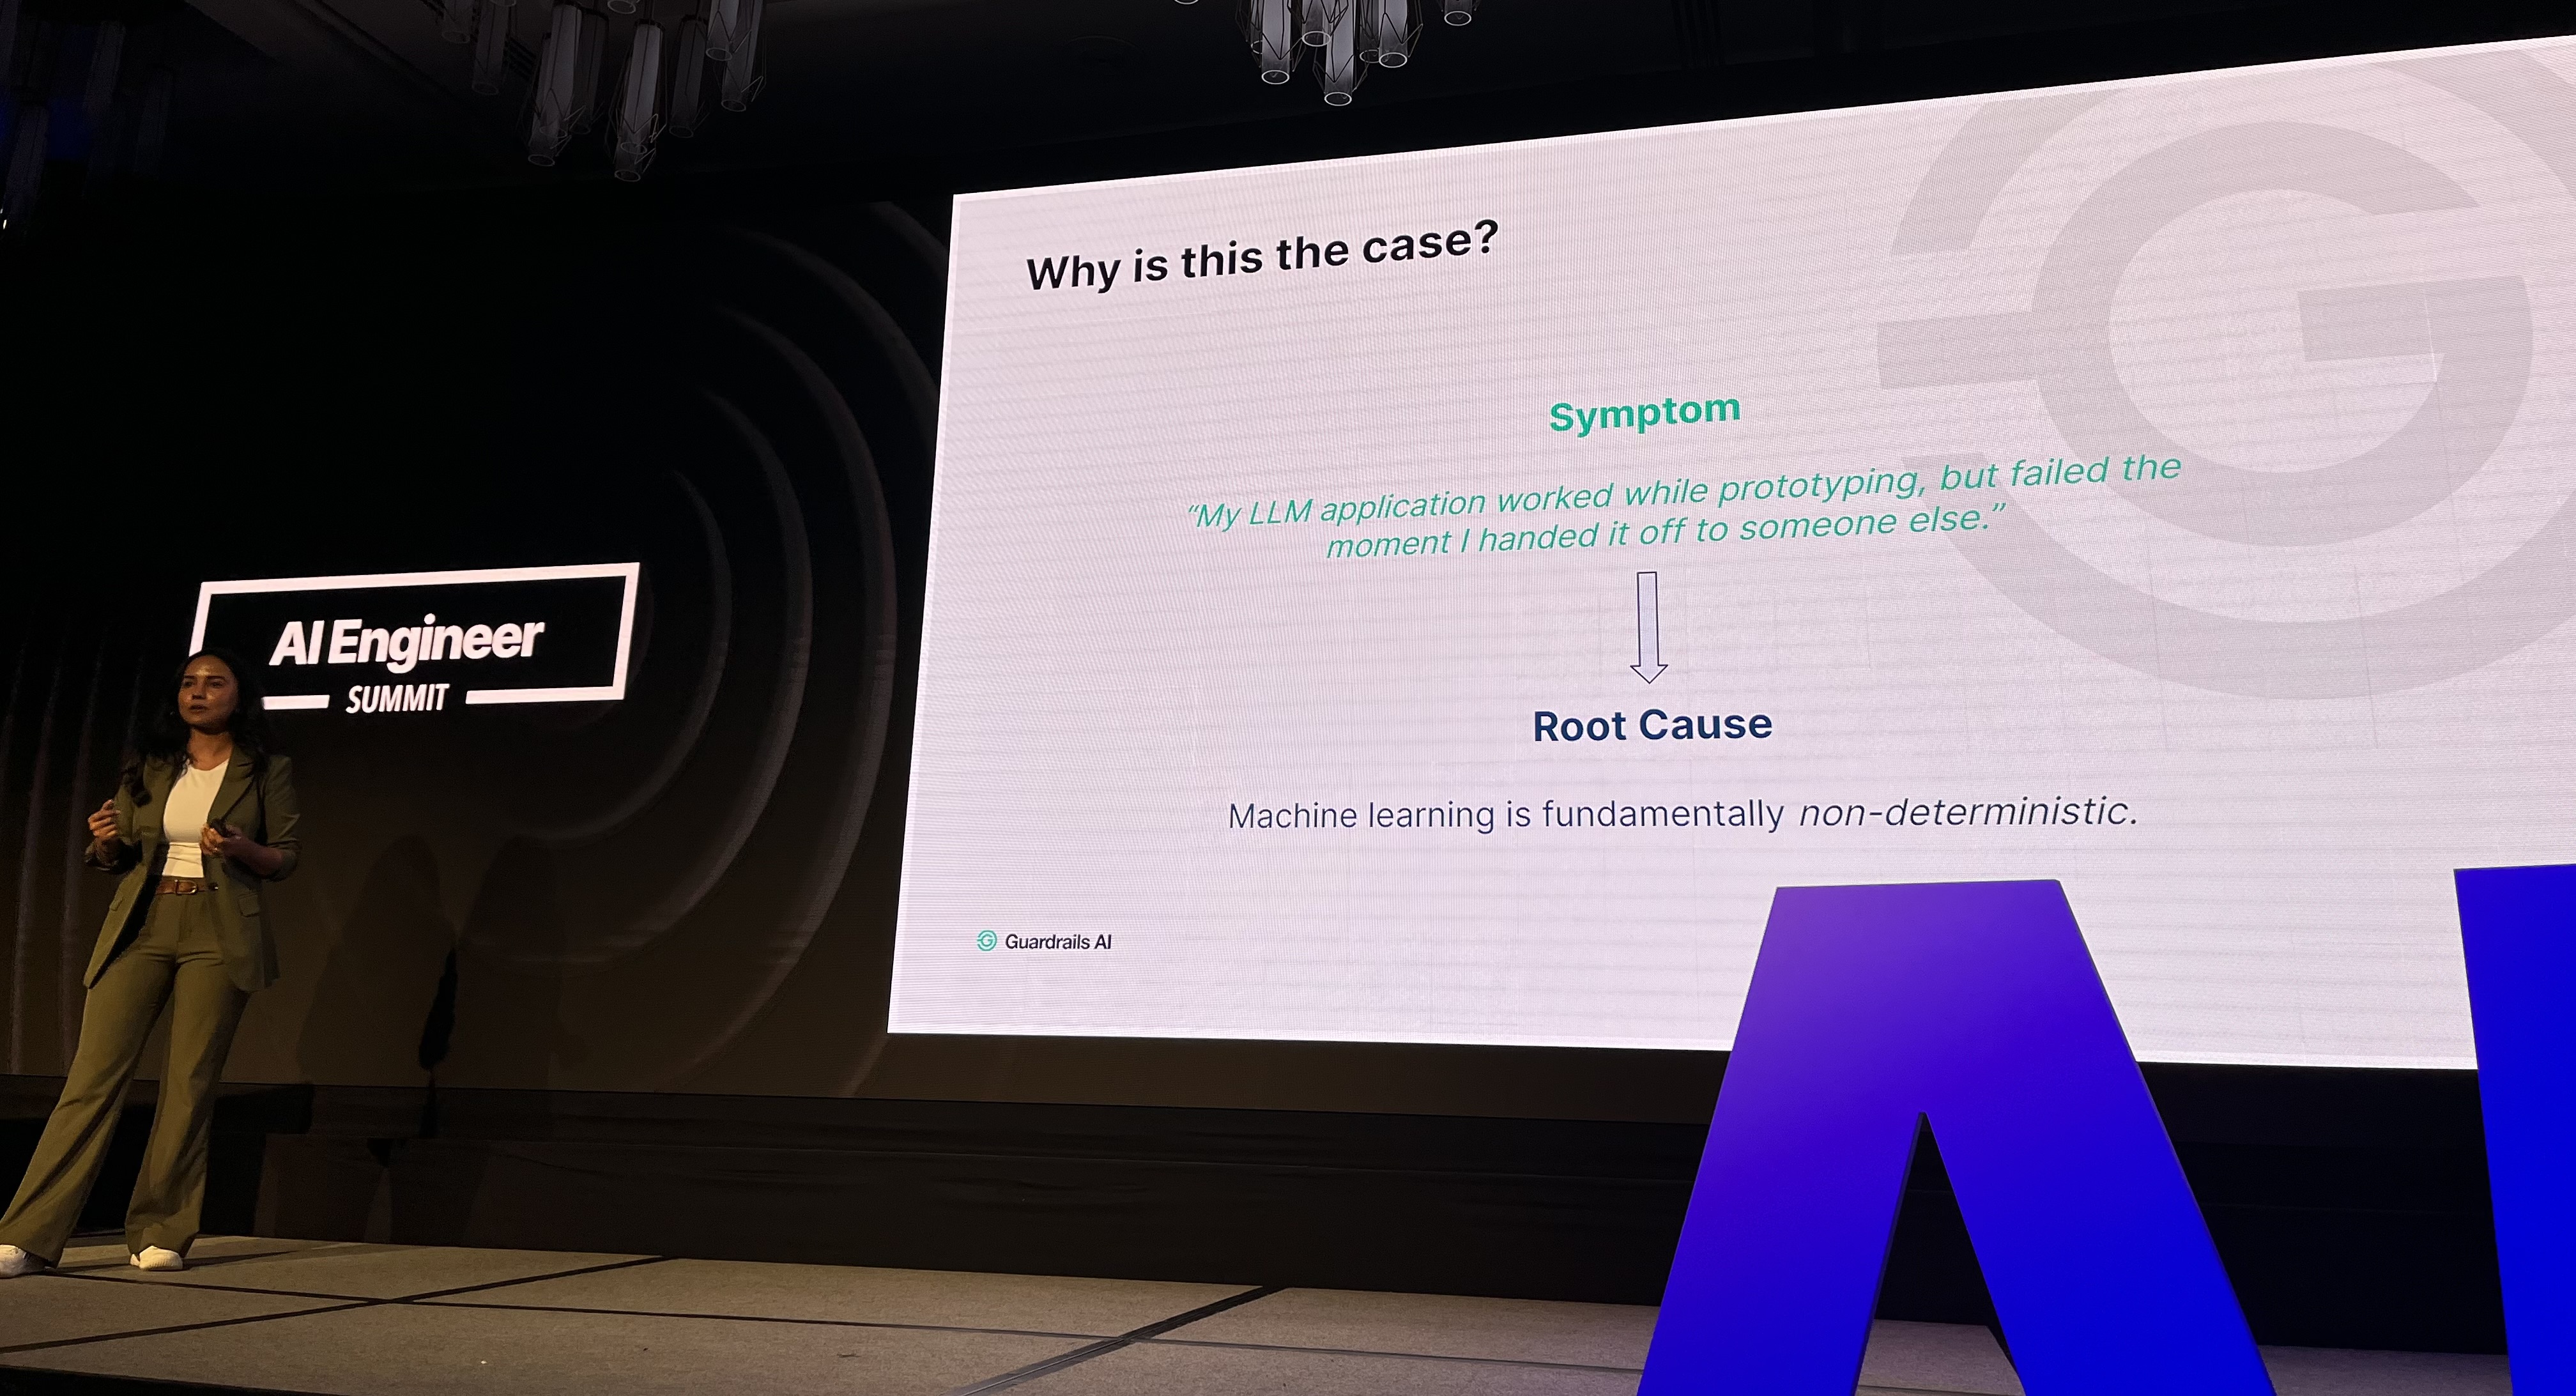 AI Engineer
SUMMIT
Why is this the case?
Symptom
“My LLM application worked while prototyping, but failed the
moment I handed it off to someone else.”
Root Cause
Machine learning is fundamentally non-deterministic.
G Guardrails AI
A